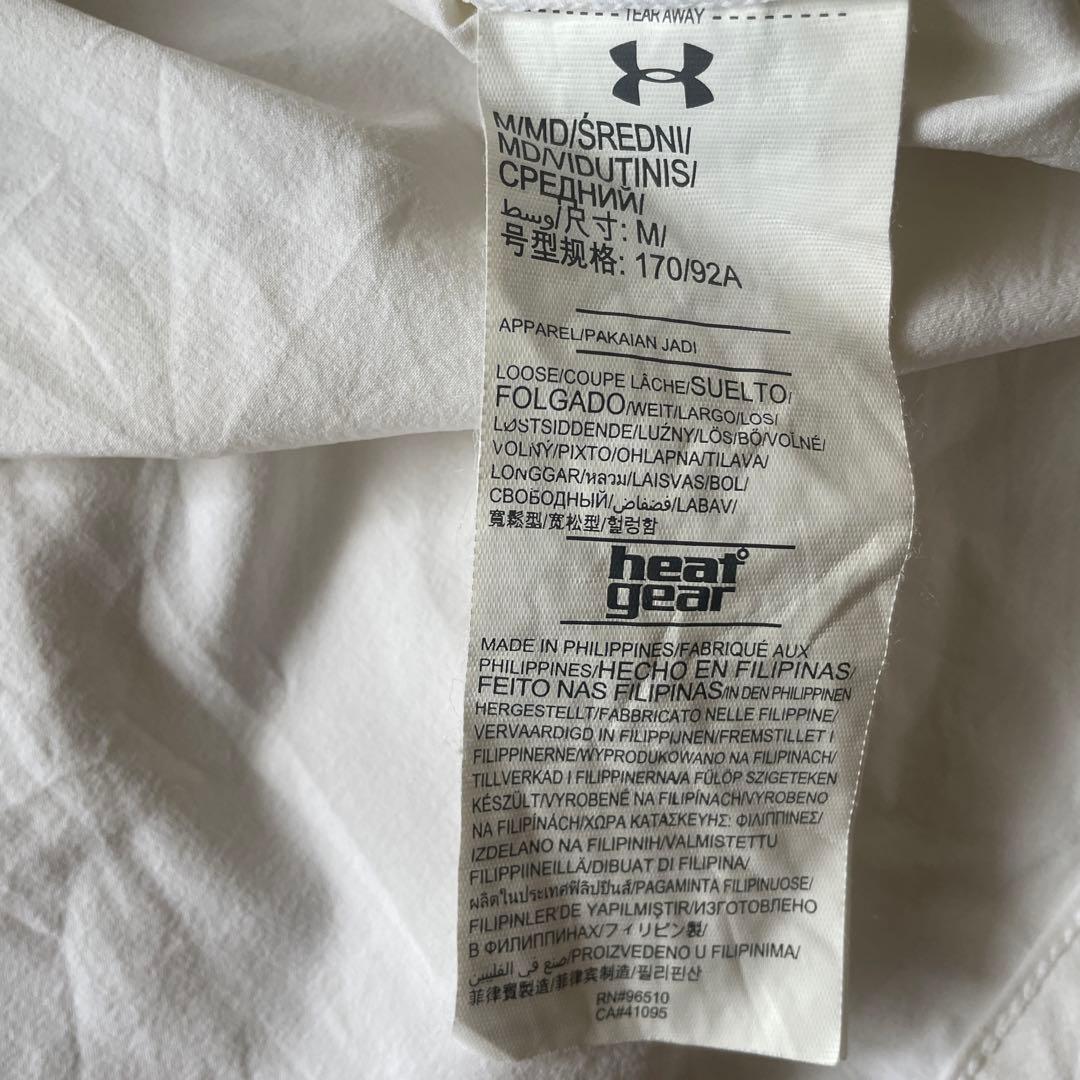 TEAR AWAY
M/MD/ŚREDNI/
MD/VIDUTINIS/
СРЕДНИЙ/
وسط/尺寸: M/
号型规格: 170/92A
APPAREL/PAKAIAN JADI
LOOSE/COUPE LÂCHE/SUELTO/
FOLGADO/WEIT/LARGO/LOS/
LØSTSIDDENDE/LUŹNY/LÖS/BŐ/VOLNÉ/
VOLNÝ/ΡΙΧΤΟ/OHLAPNA/TILAVA/
LONGGAR/หลวม/LAISVAS/BOL/
СВОБОДНЫЙ/فضفاض/LABAV/
寬鬆型/宽松型/헐렁함
heat
gear
MADE IN PHILIPPINES/FABRIQUÉ AUX
PHILIPPINES/HECHO EN FILIPINAS/
FEITO NAS FILIPINAS/IN DEN PHILIPPINEN
HERGESTELLT/FABBRICATO NELLE FILIPPINE/
VERVAARDIGD IN FILIPPIJNEN/FREMSTILLET I
FILIPPINERNE/WYPRODUKOWANO NA FILIPINACH/
TILLVERKAD I FILIPPINERNA/A FÜLÖP SZIGETEKEN
KÉSZÜLT/VYROBENÉ NA FILIPÍNACH/VYROBENO
NA FILIPÍNÁCH/ΧΩΡΑ ΚΑΤΑΣΚΕΥΗΣ: ΦΙΛΙΠΠΙΝΕΣ/
IZDELANO NA FILIPINIH/VALMISTETTU
FILIPPIINEILLÄ/DIBUAT DI FILIPINA/
ผลิตในประเทศฟิลิปปินส์/PAGAMINTA FILIPINUOSE/
FILIPINLER'DE YAPILMIŞTIR/ИЗГОТОВЛЕНО
В ФИЛИППИНАХ/フィリピン製/
صنع في الفلبين/PROIZVEDENO U FILIPINIMA/
菲律賓製造/菲律宾制造/필리핀산
RN#96510
CA#41095